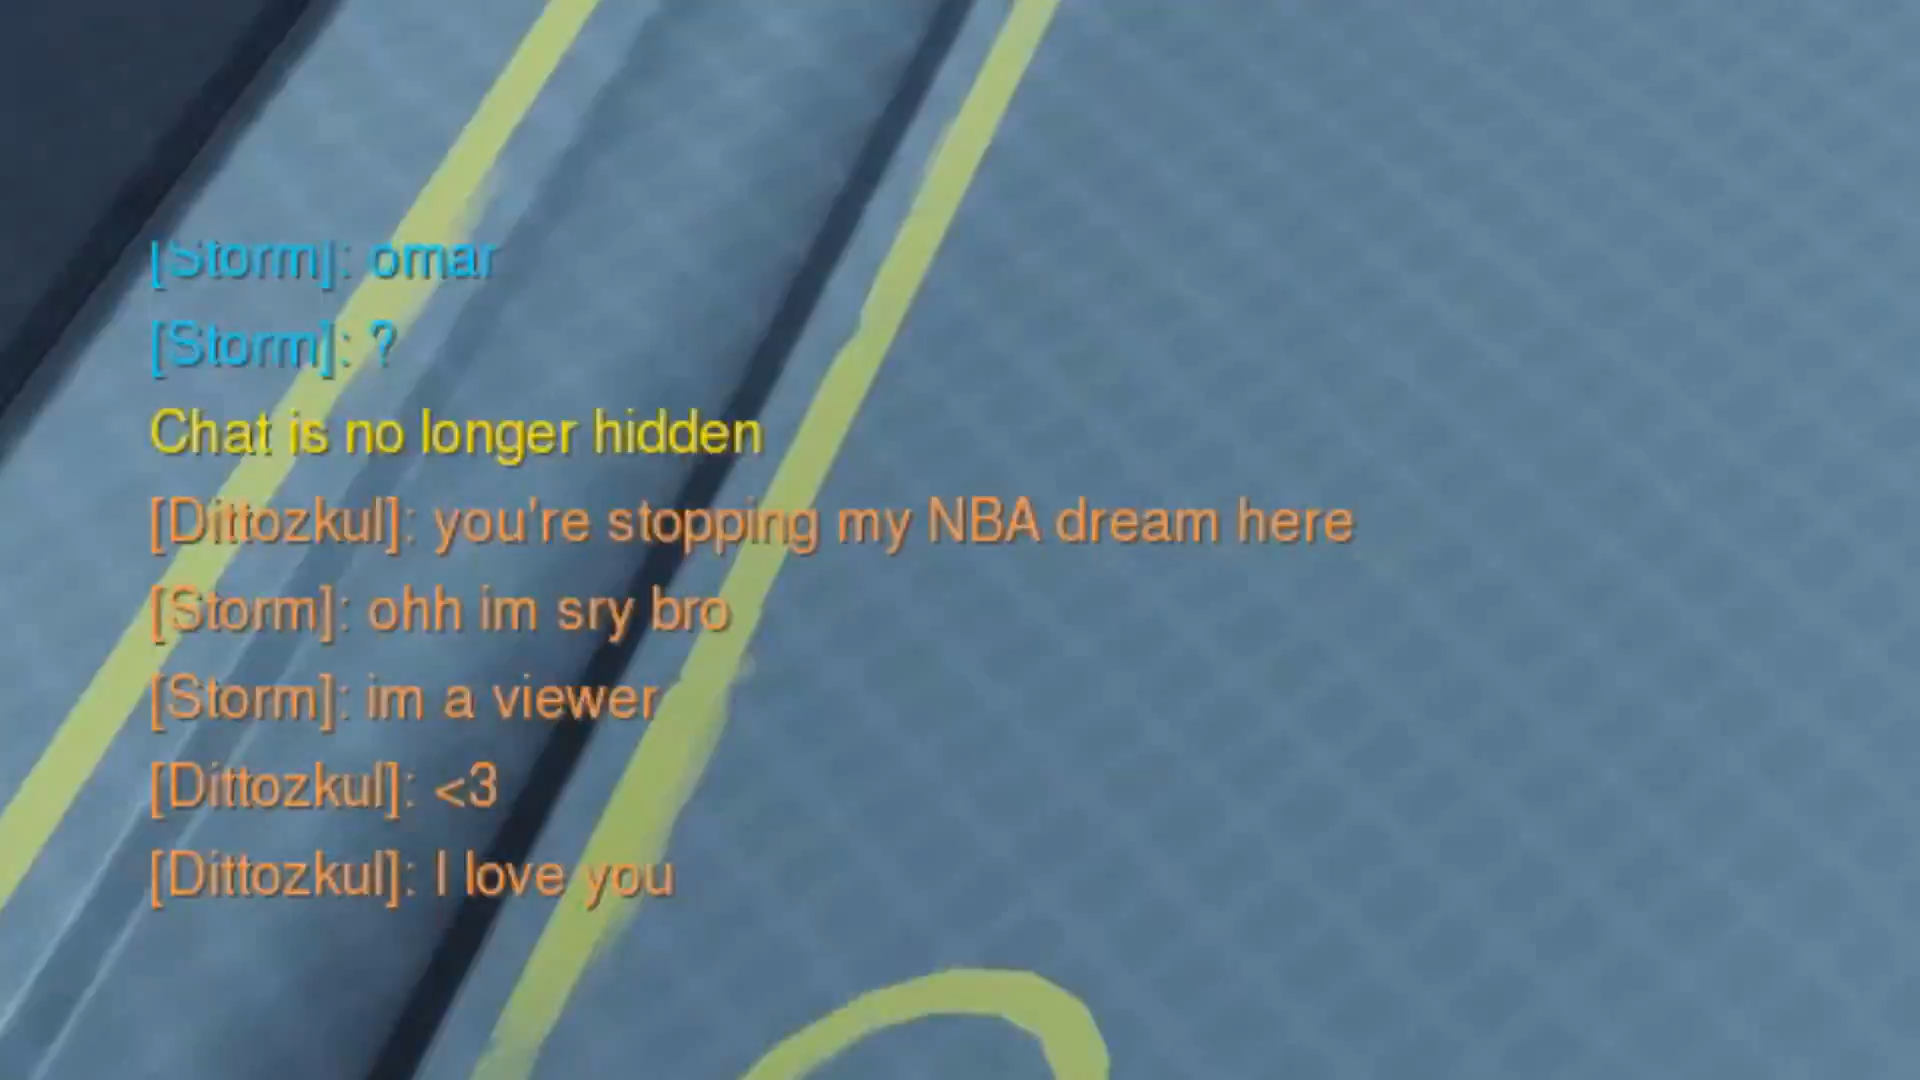 [Storm]: omar
[Storm]: ?
Chat is no longer hidden
[Dittozkul]: you're stopping my NBA dream here
[Storm]: ohh im sry bro
[Storm]: im a viewer
[Dittozkul]: <3
[Dittozkul]: I love you